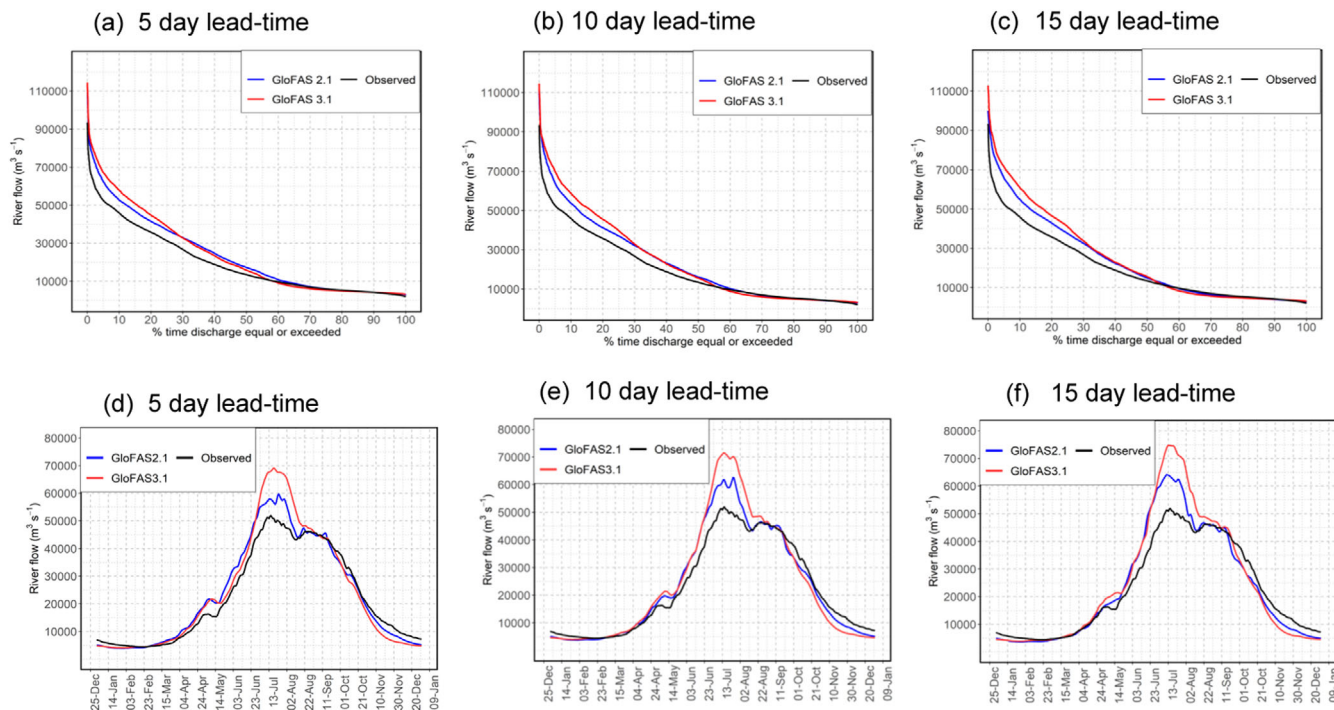 (a) 5 day lead-time
(b) 10 day lead-time
(c) 15 day lead-time
GloFAS 2.1 Observed
GloFAS 3.1
River flow (m³ s⁻¹)
110000
90000
70000
50000
30000
10000
0 10 20 30 40 50 60 70 80 90 100
% time discharge equal or exceeded
GloFAS 2.1 Observed
GloFAS 3.1
River flow (m³ s⁻¹)
110000
90000
70000
50000
30000
10000
0 10 20 30 40 50 60 70 80 90 100
% time discharge equal or exceeded
GloFAS 2.1 Observed
GloFAS 3.1
River flow (m³ s⁻¹)
110000
90000
70000
50000
30000
10000
0 10 20 30 40 50 60 70 80 90 100
% time discharge equal or exceeded
(d) 5 day lead-time
(e) 10 day lead-time
(f) 15 day lead-time
GloFAS2.1 Observed
GloFAS3.1
River flow (m³ s⁻¹)
80000
70000
60000
50000
40000
30000
20000
10000
25-Dec 14-Jan 03-Feb 23-Feb 15-Mar 04-Apr 24-Apr 14-May 03-Jun 23-Jun 13-Jul 02-Aug 22-Aug 11-Sep 01-Oct 21-Oct 10-Nov 30-Nov 20-Dec 09-Jan
GloFAS2.1 Observed
GloFAS3.1
River flow (m³ s⁻¹)
80000
70000
60000
50000
40000
30000
20000
10000
25-Dec 14-Jan 03-Feb 23-Feb 15-Mar 04-Apr 24-Apr 14-May 03-Jun 23-Jun 13-Jul 02-Aug 22-Aug 11-Sep 01-Oct 21-Oct 10-Nov 30-Nov 20-Dec 09-Jan
GloFAS2.1 Observed
GloFAS3.1
River flow (m³ s⁻¹)
80000
70000
60000
50000
40000
30000
20000
10000
25-Dec 14-Jan 03-Feb 23-Feb 15-Mar 04-Apr 24-Apr 14-May 03-Jun 23-Jun 13-Jul 02-Aug 22-Aug 11-Sep 01-Oct 21-Oct 10-Nov 30-Nov 20-Dec 09-Jan